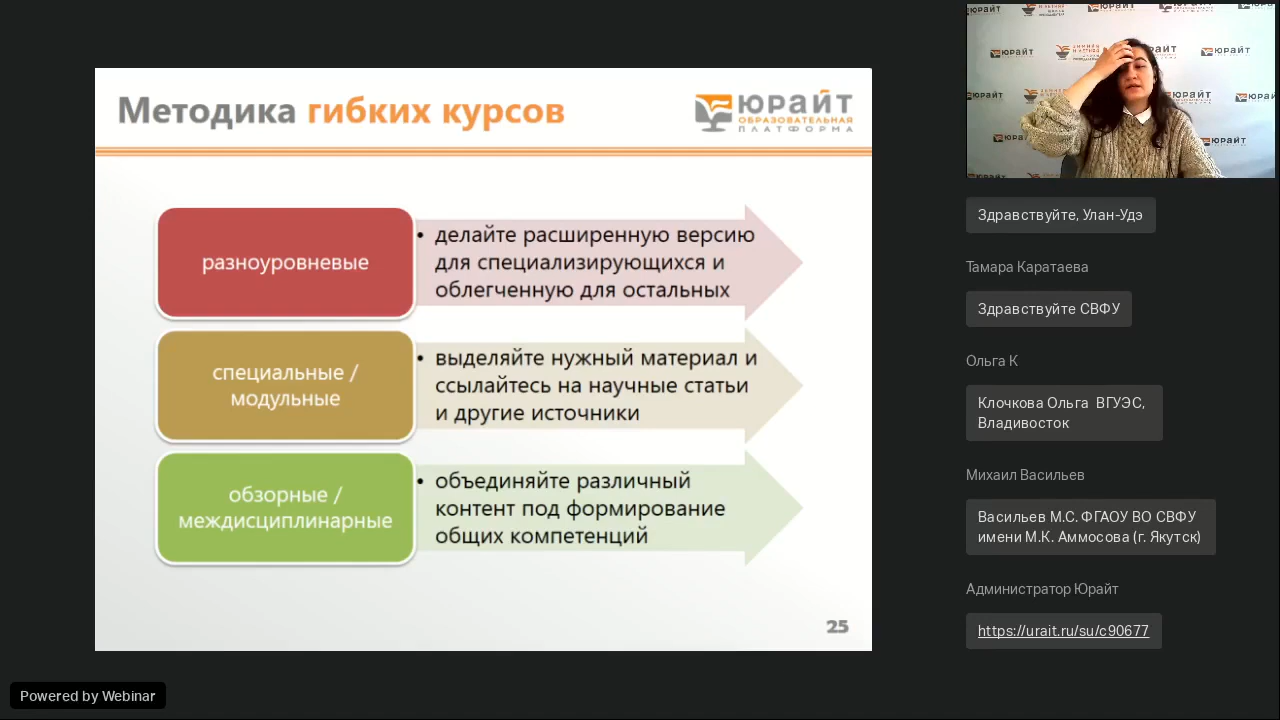 Методика гибких курсов
ЮРАЙТ
ОБРАЗОВАТЕЛЬНАЯ
ПЛАТФОРМА
разноуровневые
• делайте расширенную версию
для специализирующихся и
облегченную для остальных
специальные /
модульные
• выделяйте нужный материал и
ссылайтесь на научные статьи
и другие источники
обзорные /
междисциплинарные
• объединяйте различный
контент под формирование
общих компетенций
25
ЮРАЙТ
Здравствуйте, Улан-Удэ
Тамара Каратаева
Здравствуйте СВФУ
Ольга К
Клочкова Ольга ВГУЭС,
Владивосток
Михаил Васильев
Васильев М.С. ФГАОУ ВО СВФУ
имени М.К. Аммосова (г. Якутск)
Администратор Юрайт
https://urait.ru/su/c90677
Powered by Webinar